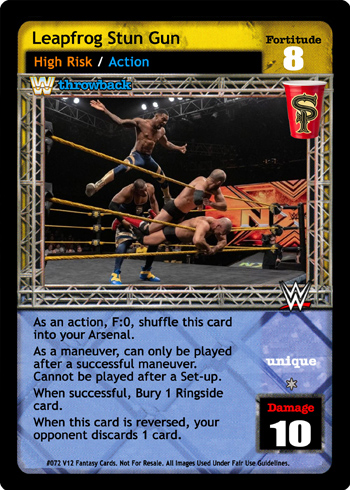 Leapfrog Stun Gun
Fortitude
8
High Risk / Action
W throwback
SP
NXT
W
As an action, F:0, shuffle this card
into your Arsenal.
As a maneuver, can only be played
after a successful maneuver.
Cannot be played after a Set-up.
When successful, Bury 1 Ringside
card.
When this card is reversed, your
opponent discards 1 card.
unique
*
Damage
10
#072 V12 Fantasy Cards. Not For Resale. All Images Used Under Fair Use Guidelines.